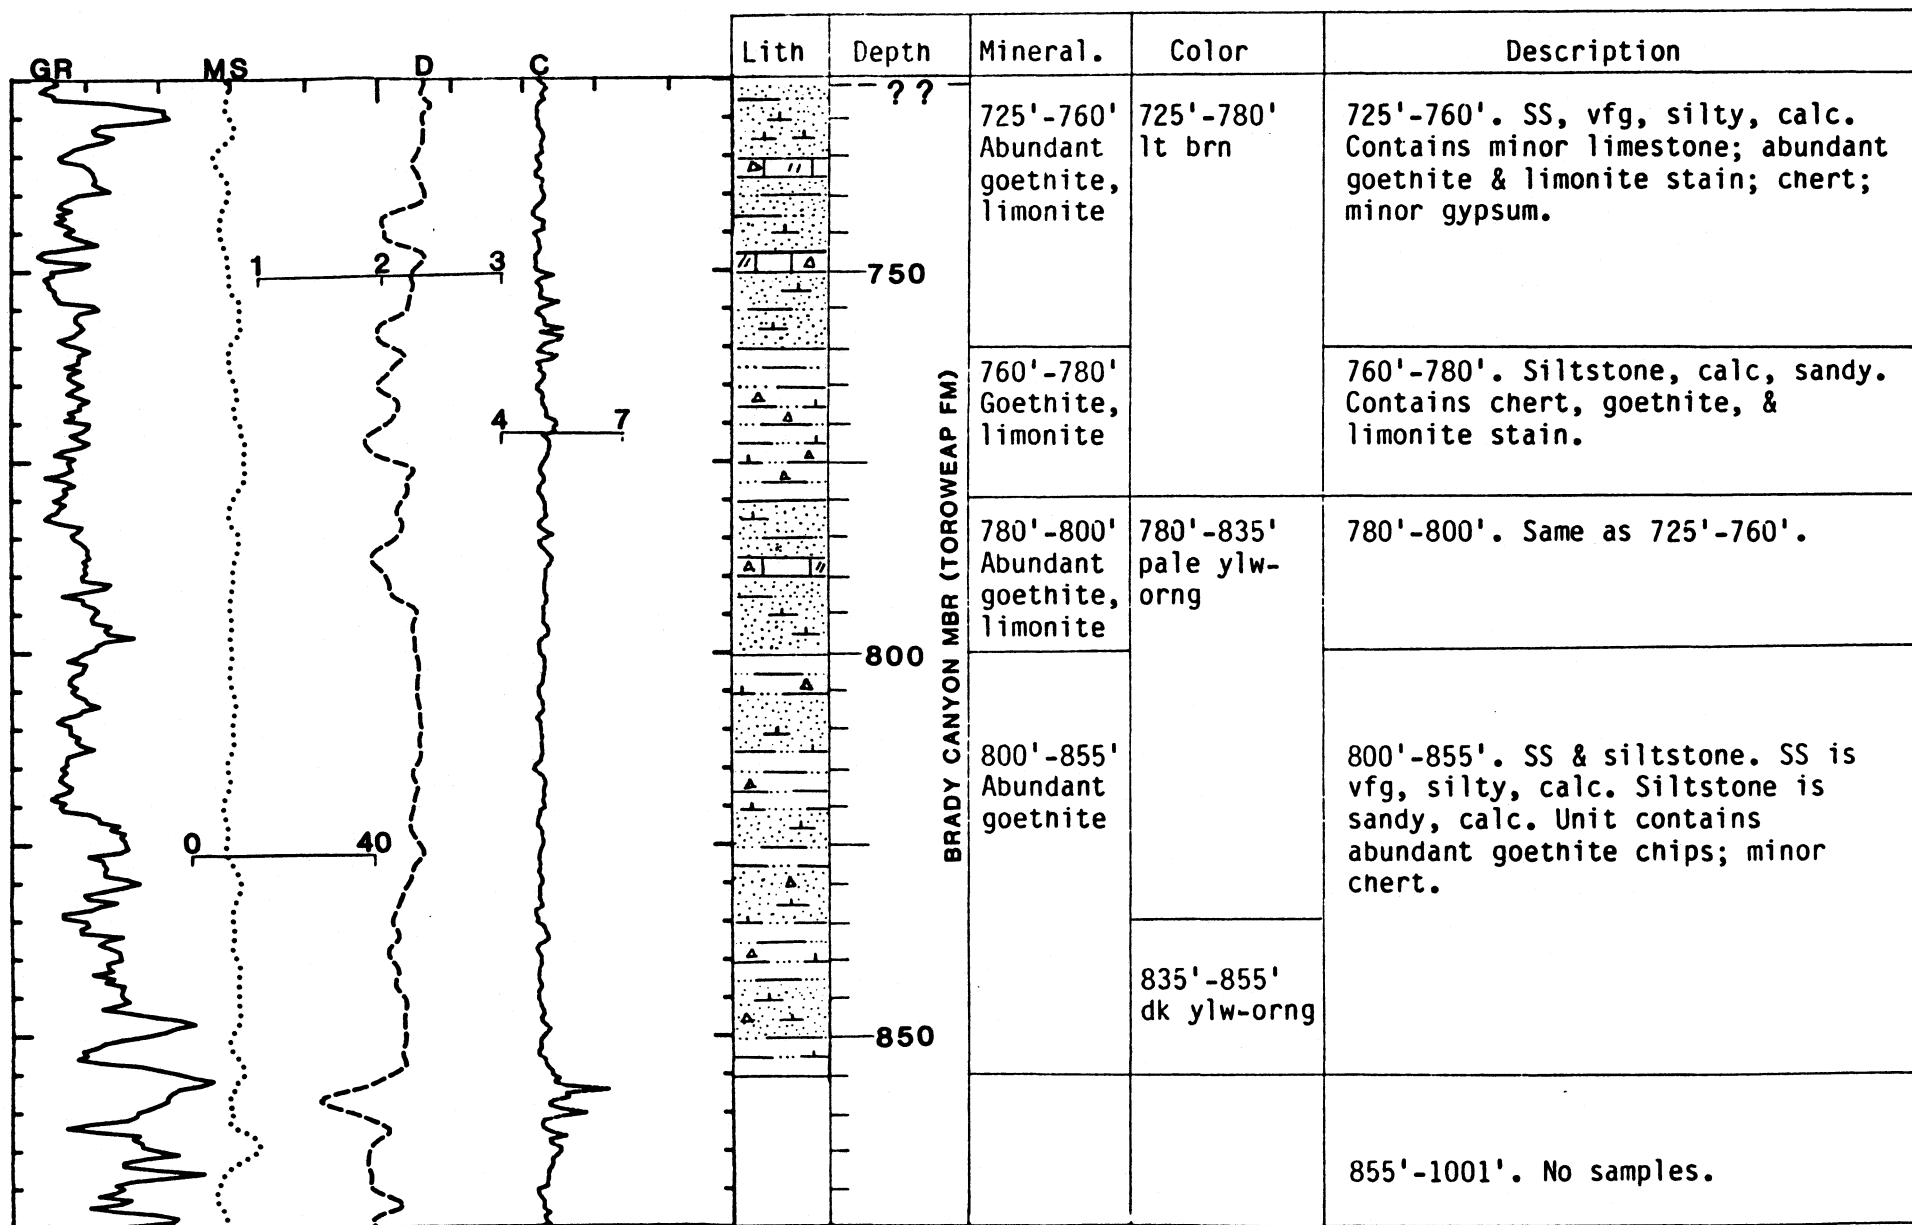 GR MS D C
Lith Depth Mineral. Color Description
??
725'-760'
Abundant
goethite,
limonite
725'-780'
lt brn
725'-760'. SS, vfg, silty, calc.
Contains minor limestone; abundant
goethite & limonite stain; chert;
minor gypsum.
1 2 3
750
760'-780'
Goethite,
limonite
760'-780'. Siltstone, calc, sandy.
Contains chert, goethite, &
limonite stain.
4 7
BRADY CANYON MBR (TOROWEAP FM)
780'-800'
Abundant
goethite,
limonite
780'-835'
pale ylw-
orng
780'-800'. Same as 725'-760'.
800
800'-855'
Abundant
goethite
800'-855'. SS & siltstone. SS is
vfg, silty, calc. Siltstone is
sandy, calc. Unit contains
abundant goethite chips; minor
chert.
0 40
835'-855'
dk ylw-orng
850
855'-1001'. No samples.